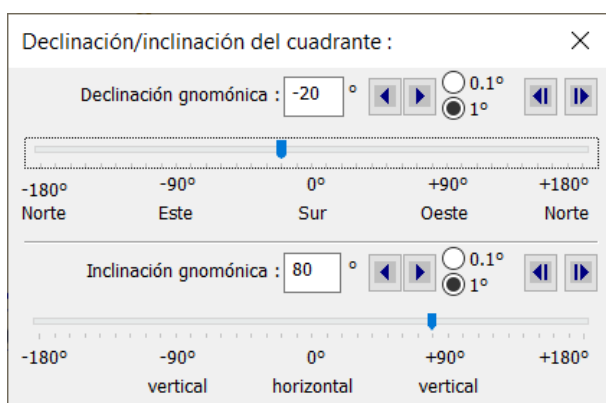 Declinación/inclinación del cuadrante :
Declinación gnomónica : -20 ° 0.1°
1°
-180° -90° 0° +90° +180°
Norte Este Sur Oeste Norte
Inclinación gnomónica : 80 ° 0.1°
1°
-180° -90° 0° +90° +180°
vertical horizontal vertical